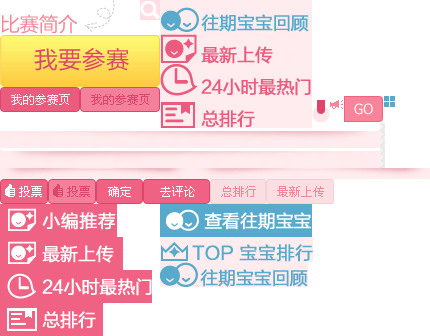 比赛简介
往期宝宝回顾
我要参赛
最新上传
24小时最热门
我的参赛页 我的参赛页
GO
总排行
投票 投票 确定 去评论 总排行 最新上传
小编推荐
查看往期宝宝
最新上传
TOP 宝宝排行
24小时最热门
往期宝宝回顾
总排行